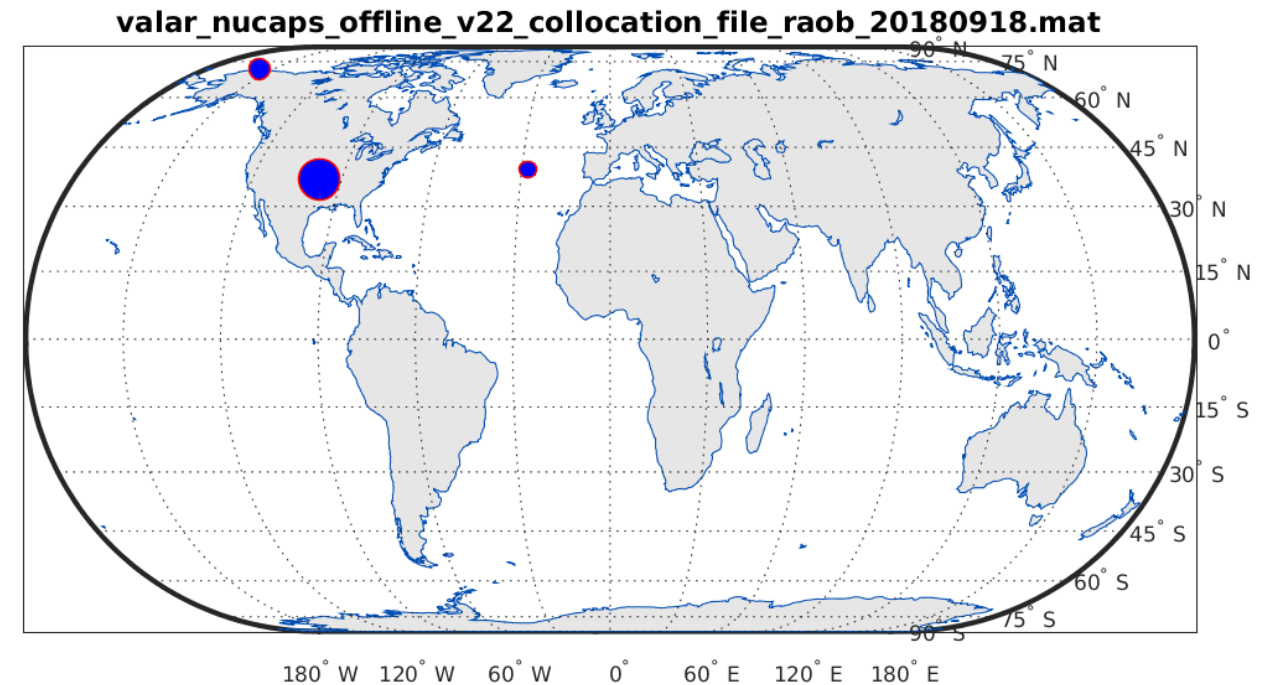 valar_nucaps_offline_v22_collocation_file_raob_20180918.mat
90° N
75° N
60° N
45° N
30° N
15° N
0°
15° S
30° S
45° S
60° S
75° S
90° S
180° W 120° W 60° W 0° 60° E 120° E 180° E